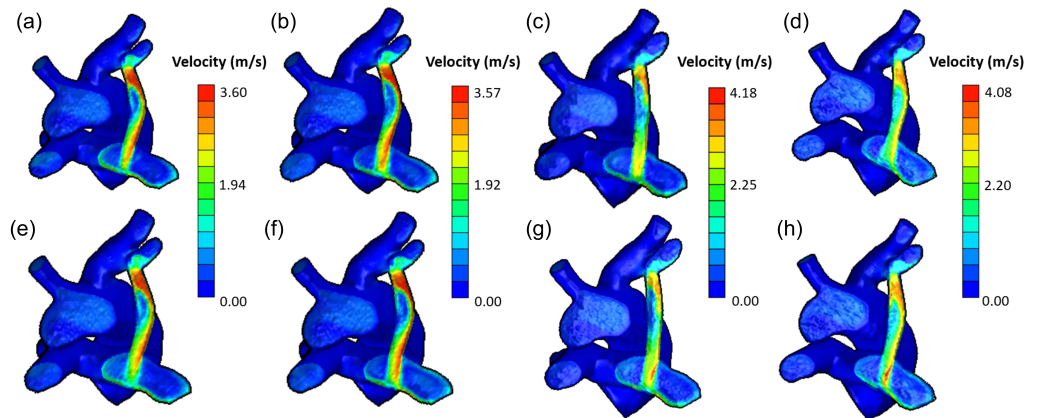 (a)
(b)
(c)
(d)
Velocity (m/s)
3.60
1.94
0.00
Velocity (m/s)
3.57
1.92
0.00
Velocity (m/s)
4.18
2.25
0.00
Velocity (m/s)
4.08
2.20
0.00
(e)
(f)
(g)
(h)